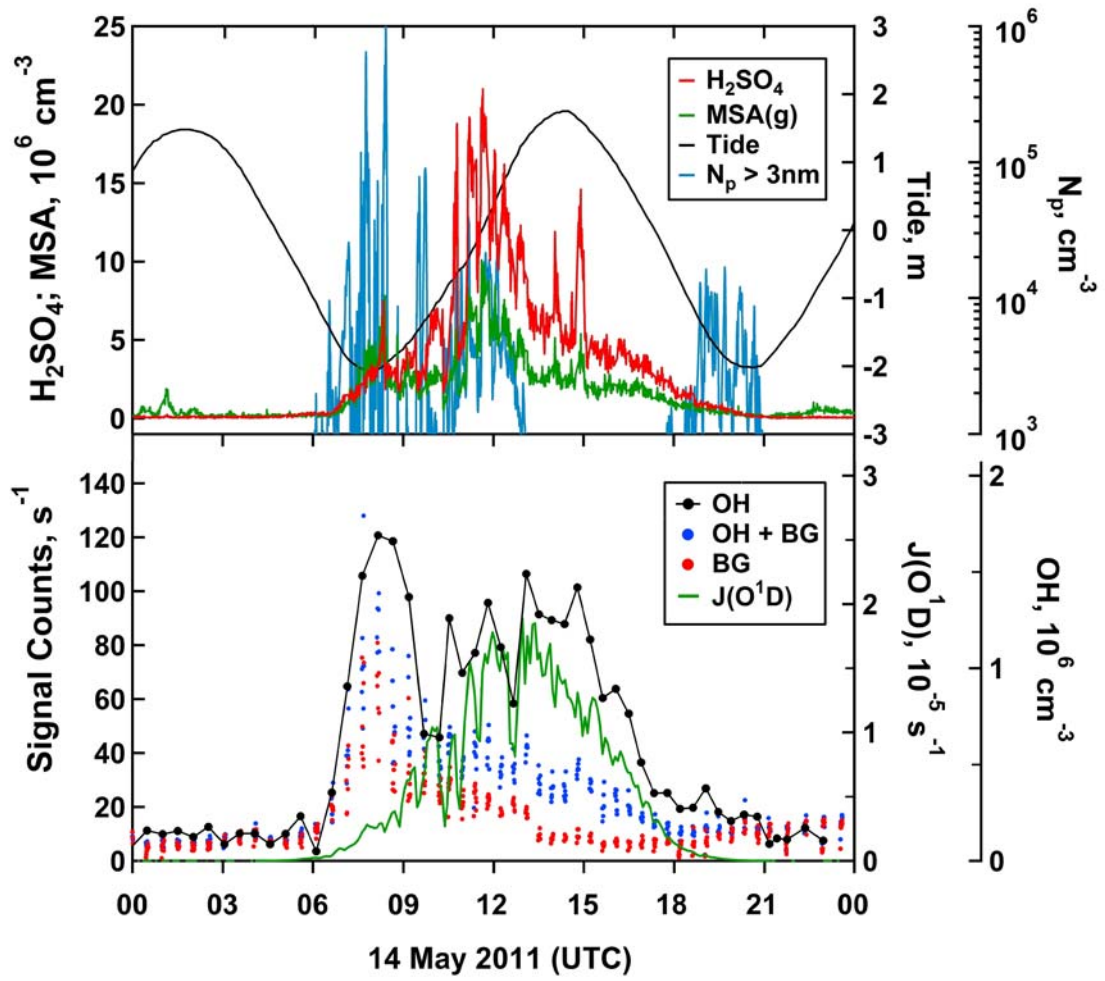 H₂SO₄; MSA, 10⁶ cm⁻³
25
20
15
10
5
0
H₂SO₄
MSA(g)
Tide
Nₚ > 3nm
3
2
1
0
-1
-2
-3
Tide, m
10⁶
10⁵
10⁴
10³
Nₚ, cm⁻³
Signal Counts, s⁻¹
140
120
100
80
60
40
20
0
OH
OH + BG
BG
J(O¹D)
3
2
1
0
J(O¹D), 10⁻⁵ s⁻¹
2
1
0
OH, 10⁶ cm⁻³
00 03 06 09 12 15 18 21 00
14 May 2011 (UTC)